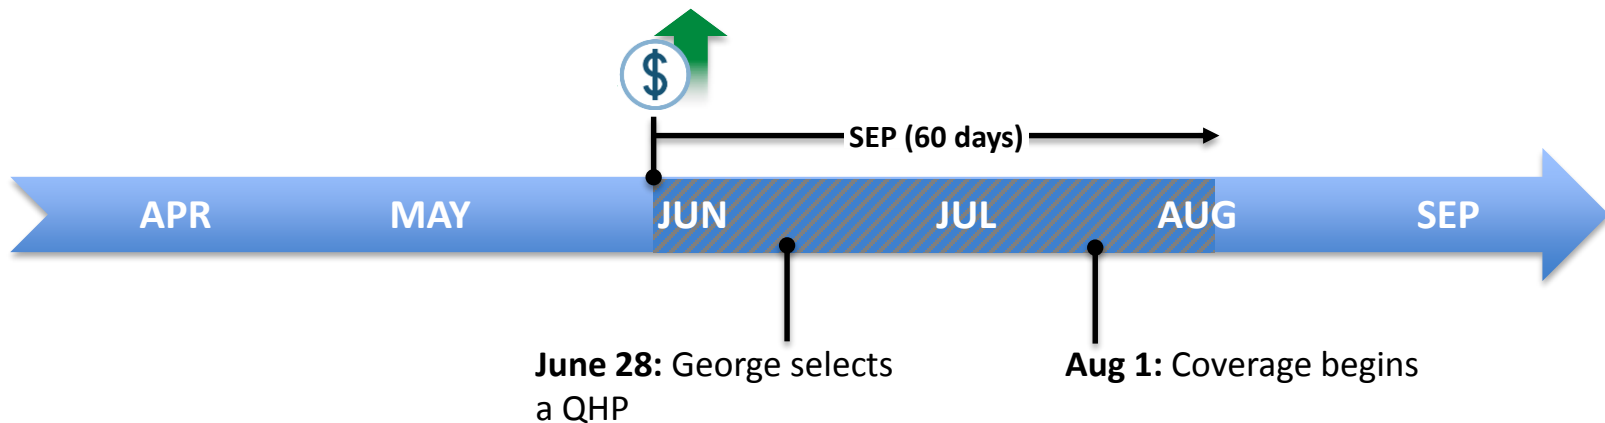 $
SEP (60 days)
APR MAY JUN JUL AUG SEP
June 28: George selects
a QHP
Aug 1: Coverage begins